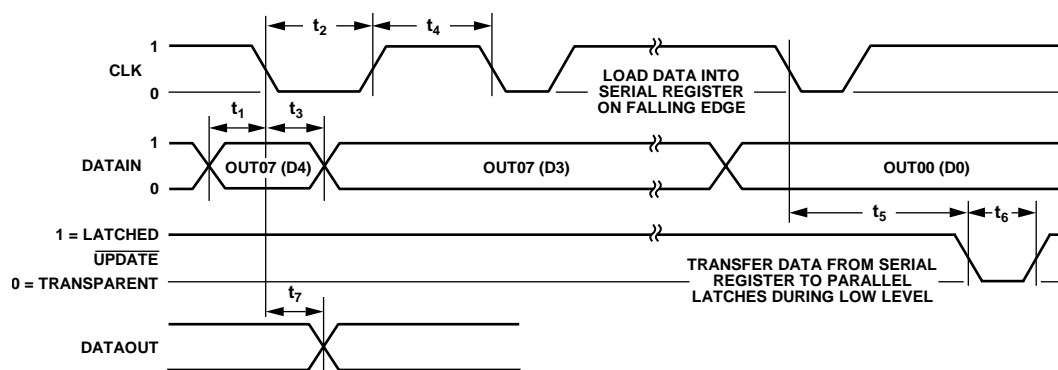 t2
t4
1
CLK
0
LOAD DATA INTO
SERIAL REGISTER
ON FALLING EDGE
t1
t3
1
DATAIN
0
OUT07 (D4)
OUT07 (D3)
OUT00 (D0)
t5
t6
1 = LATCHED
UPDATE
0 = TRANSPARENT
TRANSFER DATA FROM SERIAL
REGISTER TO PARALLEL
LATCHES DURING LOW LEVEL
t7
DATAOUT